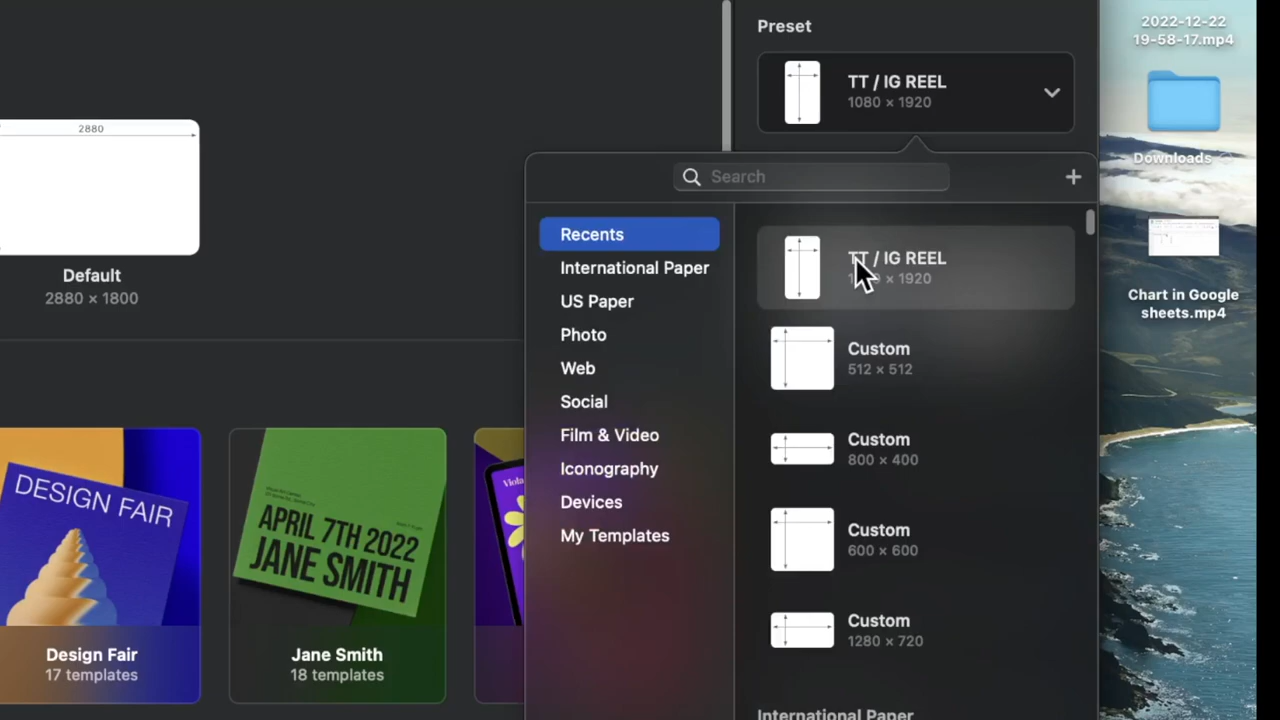 Preset
TT / IG REEL
1080 × 1920
2022-12-22
19-58-17.mp4
Downloads
Chart in Google
sheets.mp4
2880
Default
2880 × 1800
Search
Recents
International Paper
US Paper
Photo
Web
Social
Film & Video
Iconography
Devices
My Templates
TT / IG REEL
× 1920
Custom
512 × 512
Custom
800 × 400
Custom
600 × 600
Custom
1280 × 720
International Paper
DESIGN FAIR
Design Fair
17 templates
APRIL 7TH 2022
JANE SMITH
Jane Smith
18 templates
Viola